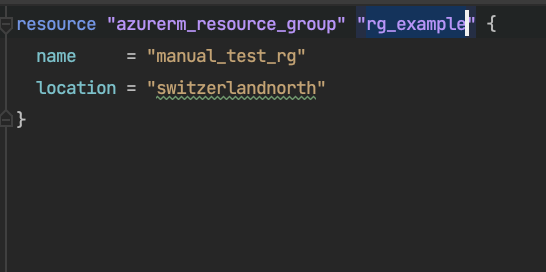 resource "azurerm_resource_group" "rg_example" {
  name     = "manual_test_rg"
  location = "switzerlandnorth"
}